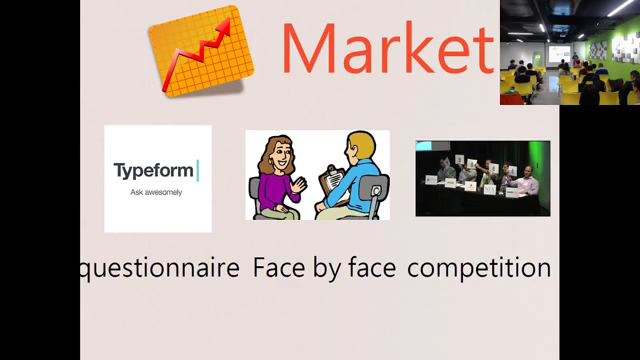 Market
Typeform
Ask awesomely
questionnaire Face by face competition